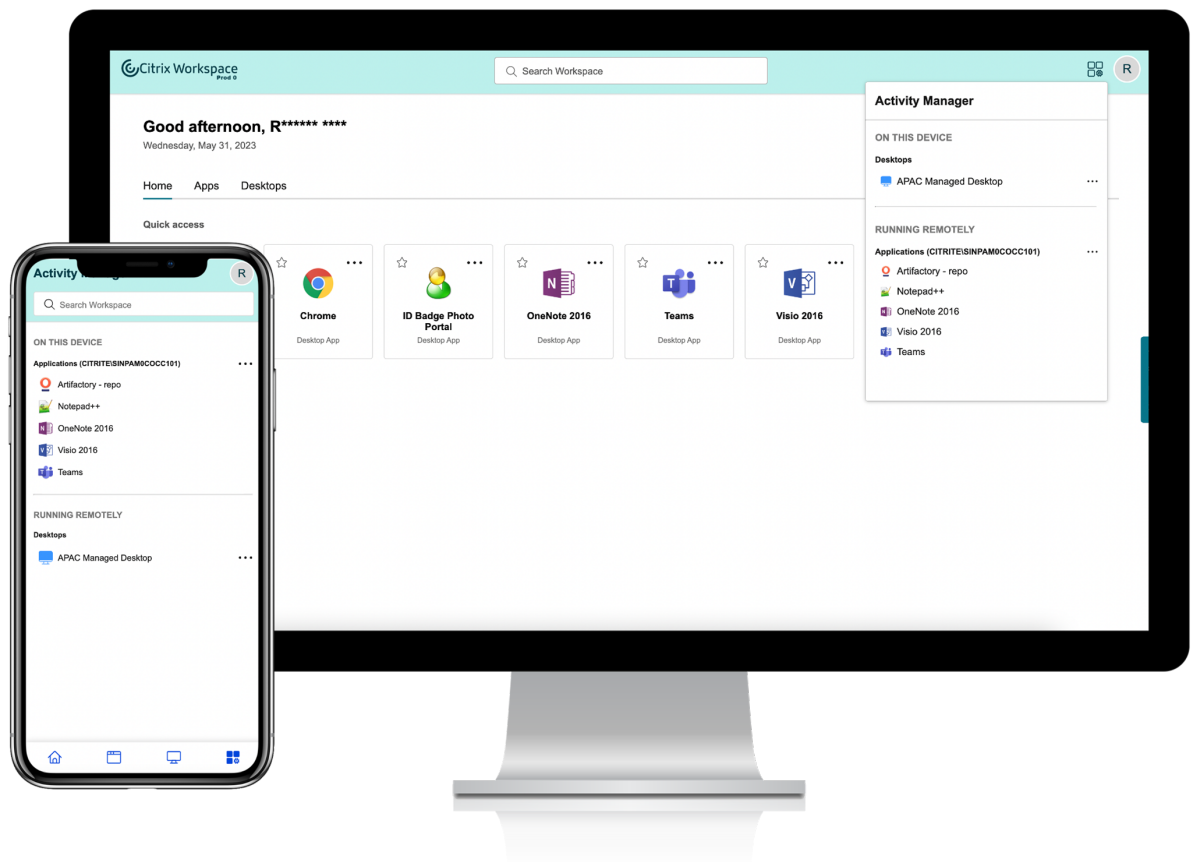 Citrix Workspace
Prod 0
Search Workspace
R
Good afternoon, R****** ****
Wednesday, May 31, 2023
Home Apps Desktops
Quick access
Chrome
Desktop App
ID Badge Photo
Portal
Desktop App
N
OneNote 2016
Desktop App
T
Teams
Desktop App
V
Visio 2016
Desktop App
Activity Manager
ON THIS DEVICE
Desktops
APAC Managed Desktop
RUNNING REMOTELY
Applications (CITRITE\SINPAM0COCC101)
Artifactory - repo
Notepad++
OneNote 2016
Visio 2016
Teams
Activity
R
Search Workspace
ON THIS DEVICE
Applications (CITRITE\SINPAM0COCC101)
Artifactory - repo
Notepad++
OneNote 2016
Visio 2016
Teams
RUNNING REMOTELY
Desktops
APAC Managed Desktop